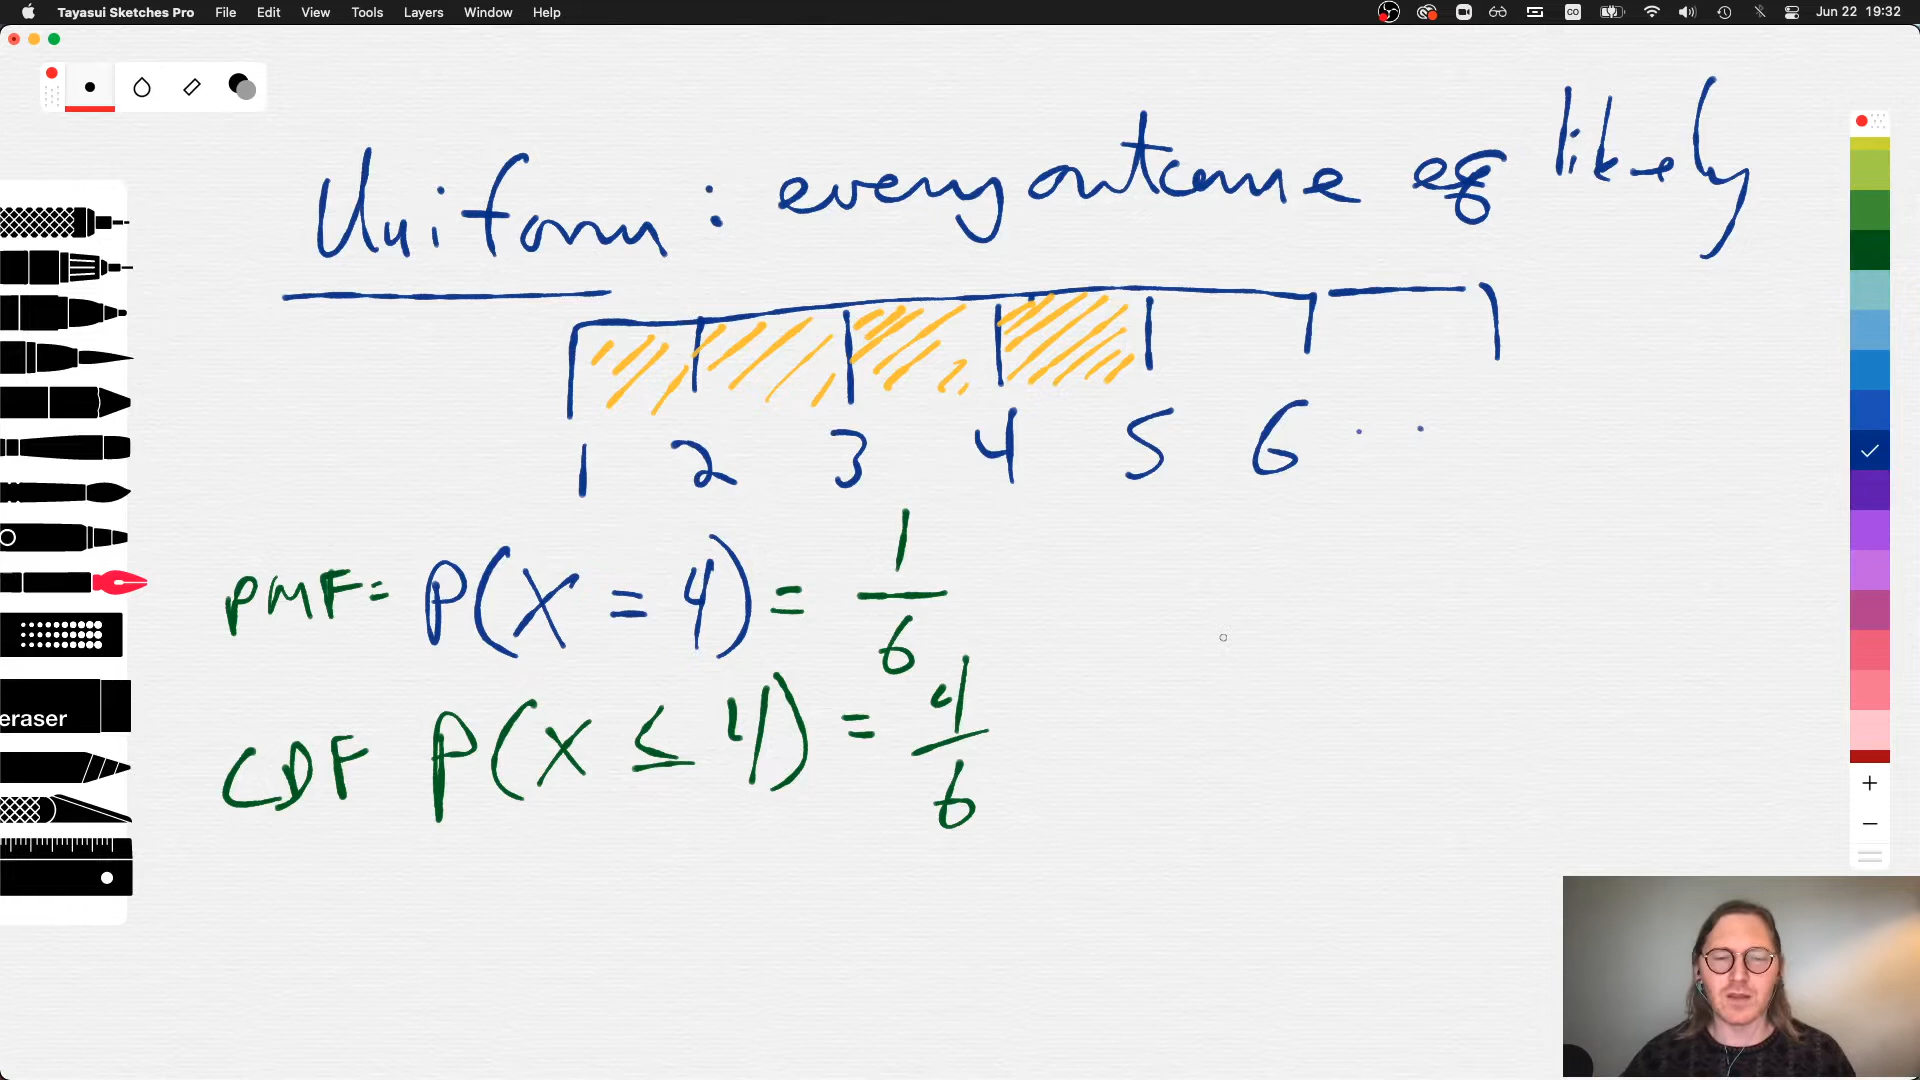 Tayasui Sketches Pro File Edit View Tools Layers Window Help Jun 22 19:32
Uniform : every outcome eq likely
1 2 3 4 5 6 . .
PMF = P(X = 4) = 1/6
CDF P(X ≤ 4) = 4/6
eraser